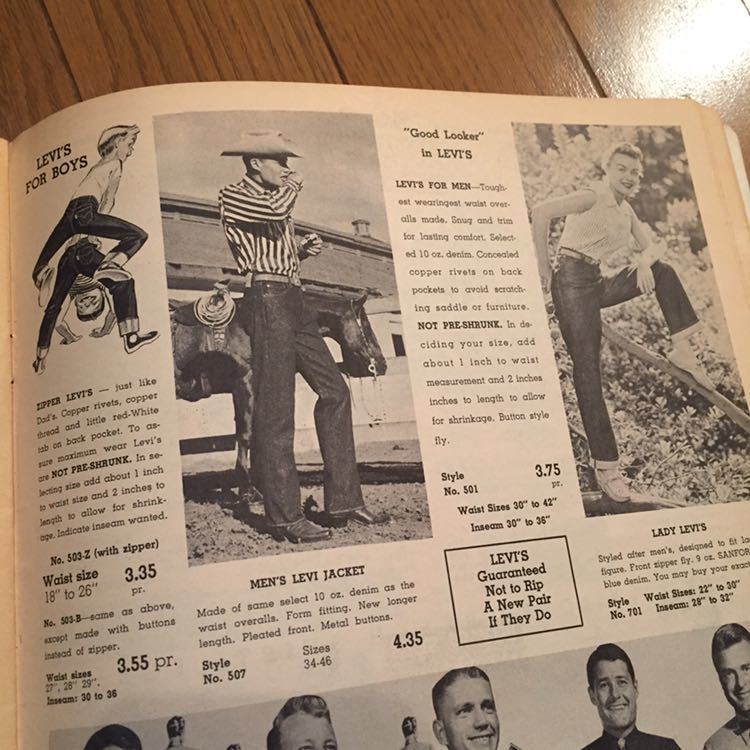 LEVI'S
FOR BOYS
ZIPPER LEVI'S — just like
Dad's. Copper rivets, copper
thread and little red-White
tab on back pocket. To as-
sure maximum wear Levi's
are NOT PRE-SHRUNK. In se-
lecting size add about 1 inch
to waist size and 2 inches to
length to allow for shrink-
age. Indicate inseam wanted.
No. 503-Z (with zipper)
Waist size 3.35
18" to 26" pr.
No. 503-B—same as above,
except made with buttons
instead of zipper.
Waist sizes 3.55 pr.
27", 28" 29".
Inseam: 30 to 36
MEN'S LEVI JACKET
Made of same select 10 oz. denim as the
waist overalls. Form fitting. New longer
length. Pleated front. Metal buttons.
Style Sizes 4.35
No. 507 34-46
"Good Looker"
in LEVI'S
LEVI'S FOR MEN—Tough-
est wearingest waist over-
alls made. Snug and trim
for lasting comfort. Select-
ed 10 oz. denim. Concealed
copper rivets on back
pockets to avoid scratch-
ing saddle or furniture.
NOT PRE-SHRUNK. In de-
ciding your size, add
about 1 inch to waist
measurement and 2 inches
inches to length to allow
for shrinkage. Button style
fly.
Style 3.75
No. 501 pr.
Waist Sizes 30" to 42"
Inseam 30" to 36"
LEVI'S
Guaranteed
Not to Rip
A New Pair
If They Do
LADY LEVI'S
Styled after men's, designed to fit
figure. Front zipper fly. 9 oz.
blue denim. You may buy your
Style Waist Sizes: 22" to 30"
No. 701 Inseam: 28" to 32"